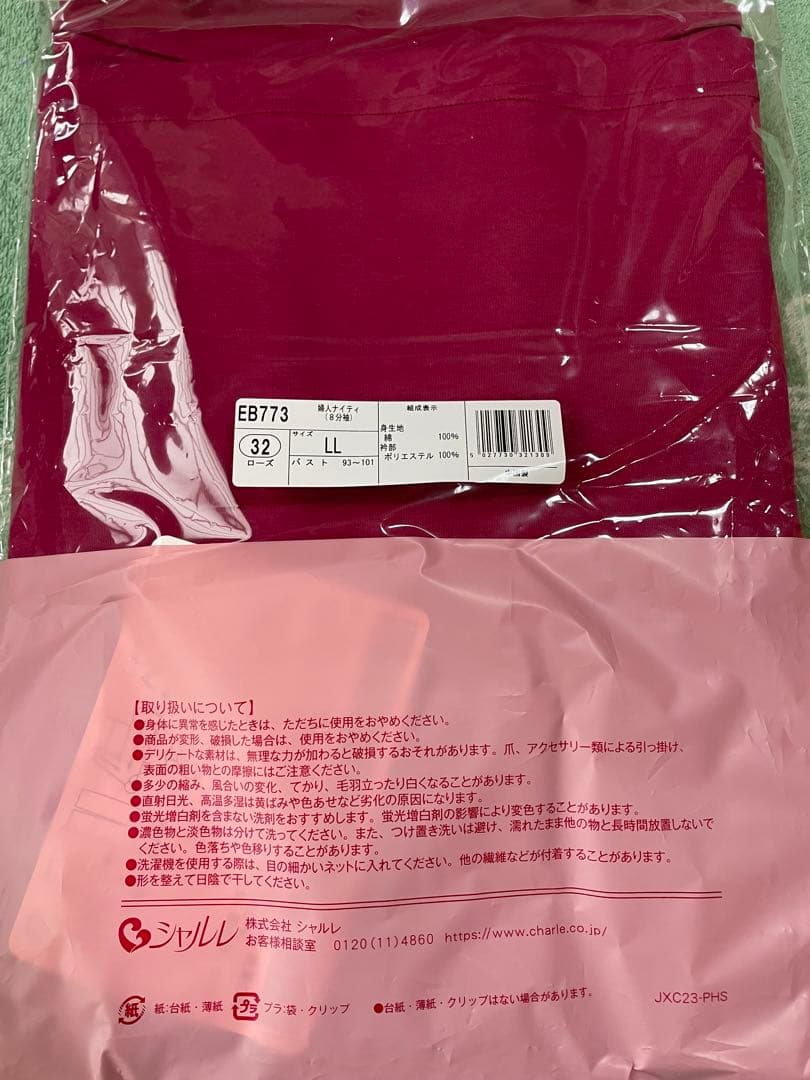 EB773
婦人ナイティ
(8分袖)
32
ローズ
サイズ
LL
バスト 93〜101
組成表示
身生地
綿 100%
衿部
ポリエステル 100%
5 027730 321309
【取り扱いについて】
●身体に異常を感じたときは、ただちに使用をおやめください。
●商品が変形、破損した場合は、使用をおやめください。
●デリケートな素材は、無理な力が加わると破損するおそれがあります。爪、アクセサリー類による引っ掛け、
表面の粗い物との摩擦にはご注意ください。
●多少の縮み、風合いの変化、てかり、毛羽立ったり白くなることがあります。
●直射日光、高温多湿は黄ばみや色あせなど劣化の原因になります。
●蛍光増白剤を含まない洗剤をおすすめします。蛍光増白剤の影響により変色することがあります。
●濃色物と淡色物は分けて洗ってください。また、つけ置き洗いは避け、濡れたまま他の物と長時間放置しないで
ください。色落ちや色移りすることがあります。
●洗濯機を使用する際は、目の細かいネットに入れてください。他の繊維などが付着することがあります。
●形を整えて日陰で干してください。
シャルレ
株式会社 シャルレ
お客様相談室 0120(11)4860 https://www.charle.co.jp/
紙 紙:台紙・薄紙 プラ プラ:袋・クリップ ●台紙・薄紙・クリップはない場合があります。
JXC23-PHS